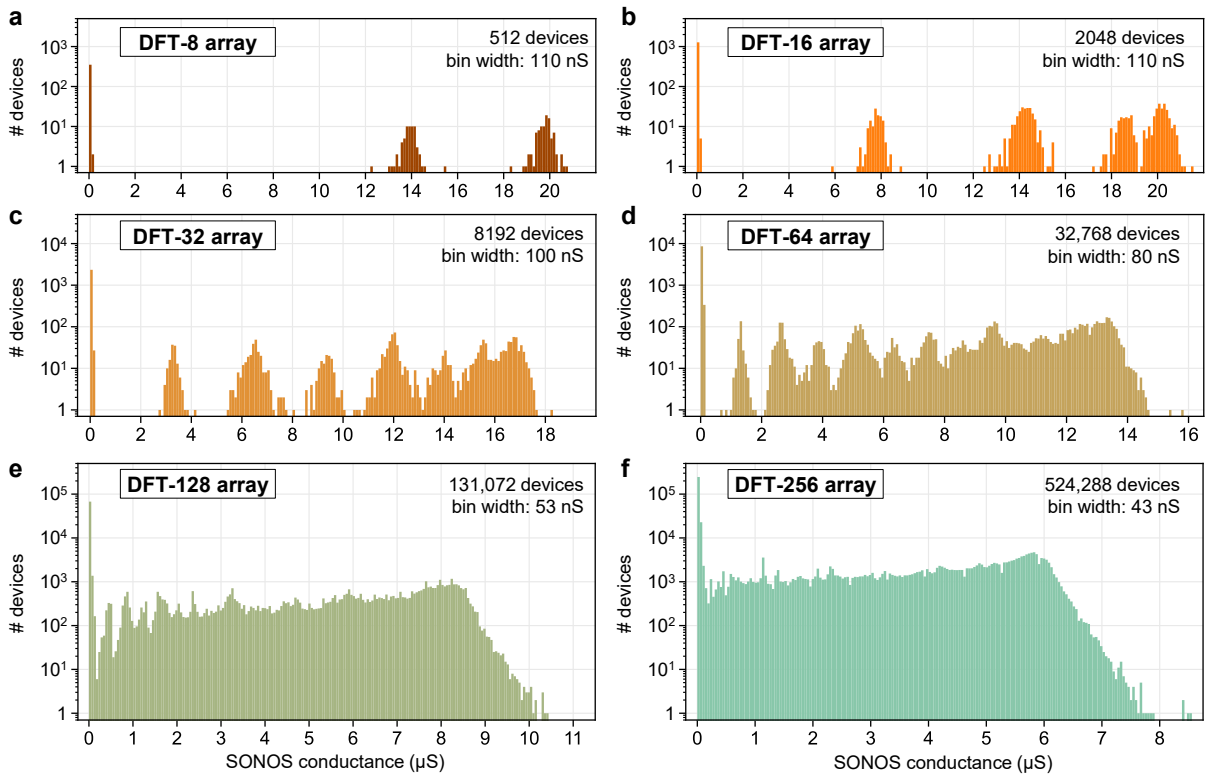 a
DFT-8 array
512 devices
bin width: 110 nS
# devices
10³
10²
10¹
1
0 2 4 6 8 10 12 14 16 18 20
b
DFT-16 array
2048 devices
bin width: 110 nS
# devices
10³
10²
10¹
1
0 2 4 6 8 10 12 14 16 18 20
c
DFT-32 array
8192 devices
bin width: 100 nS
# devices
10⁴
10³
10²
10¹
1
0 2 4 6 8 10 12 14 16 18
d
DFT-64 array
32,768 devices
bin width: 80 nS
# devices
10⁴
10³
10²
10¹
1
0 2 4 6 8 10 12 14 16
e
DFT-128 array
131,072 devices
bin width: 53 nS
# devices
10⁵
10⁴
10³
10²
10¹
1
0 1 2 3 4 5 6 7 8 9 10 11
SONOS conductance (µS)
f
DFT-256 array
524,288 devices
bin width: 43 nS
# devices
10⁵
10⁴
10³
10²
10¹
1
0 1 2 3 4 5 6 7 8
SONOS conductance (µS)